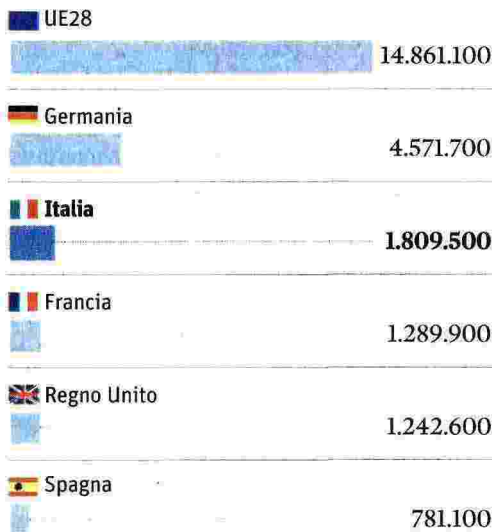 UE28
14.861.100
Germania
4.571.700
Italia
1.809.500
Francia
1.289.900
Regno Unito
1.242.600
Spagna
781.100